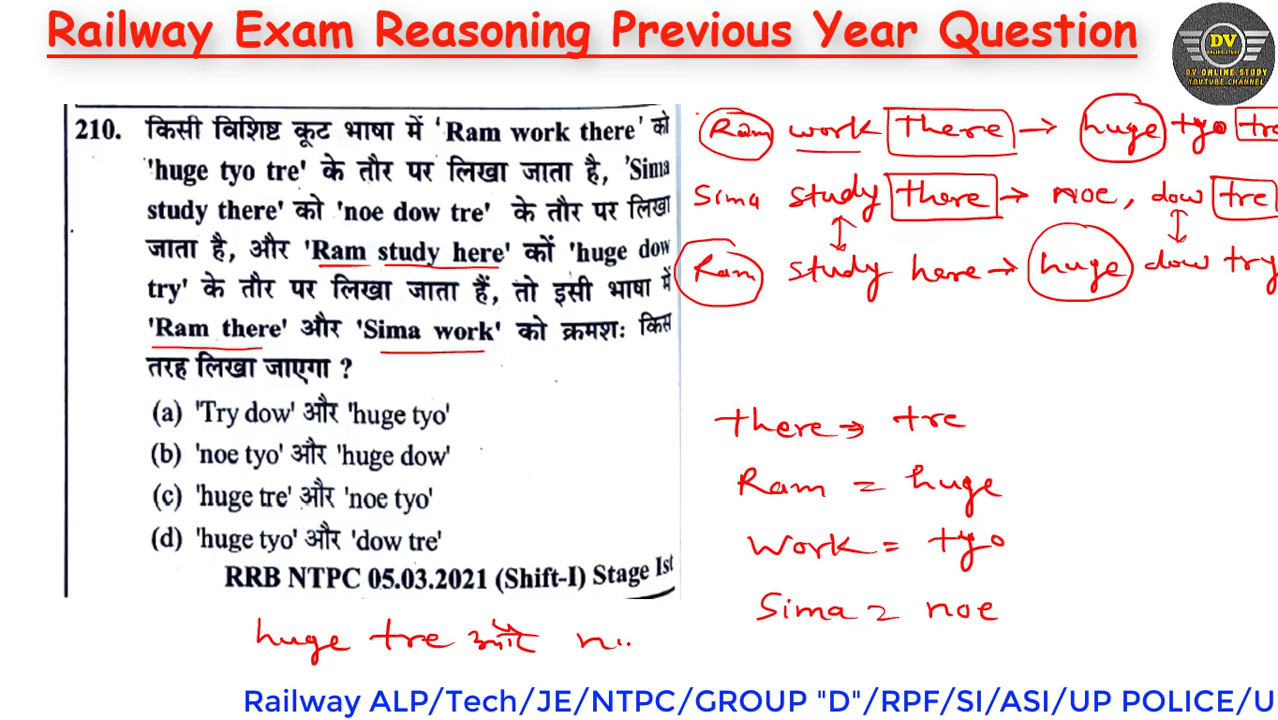 Railway Exam Reasoning Previous Year Question
DV
ONLINE STUDY
DV ONLINE STUDY
YOUTUBE CHANNEL
210. किसी विशिष्ट कूट भाषा में 'Ram work there' को
'huge tyo tre' के तौर पर लिखा जाता है, 'Sima
study there' को 'noe dow tre' के तौर पर लिखा
जाता है, और 'Ram study here' कों 'huge dow
try' के तौर पर लिखा जाता हैं, तो इसी भाषा में
'Ram there' और 'Sima work' को क्रमशः किस
तरह लिखा जाएगा ?
(a) 'Try dow' और 'huge tyo'
(b) 'noe tyo' और 'huge dow'
(c) 'huge tre' और 'noe tyo'
(d) 'huge tyo' और 'dow tre'
RRB NTPC 05.03.2021 (Shift-I) Stage Ist
Ram work There → huge tyo tre
Sima study there → noe, dow tre
Ram study here → huge dow try
there → tre
Ram = huge
Work = tyo
Sima = noe
huge tre और n
Railway ALP/Tech/JE/NTPC/GROUP "D"/RPF/SI/ASI/UP POLICE/U